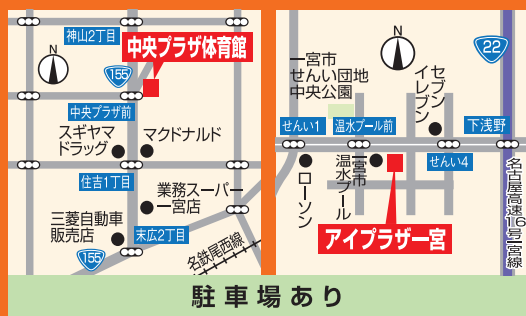 神山2丁目
N
155
中央プラザ体育館
中央プラザ前
スギヤマ
ドラッグ
マクドナルド
住吉1丁目
業務スーパー
一宮店
三菱自動車
販売店
末広2丁目
155
名鉄尾西線
N
22
一宮市
せんい団地
中央公園
セブン
イレブン
せんい1
温水プール前
下浅野
ローソン
一宮市
温水プール
せんい4
名古屋高速16号一宮線
アイプラザ一宮
駐車場あり